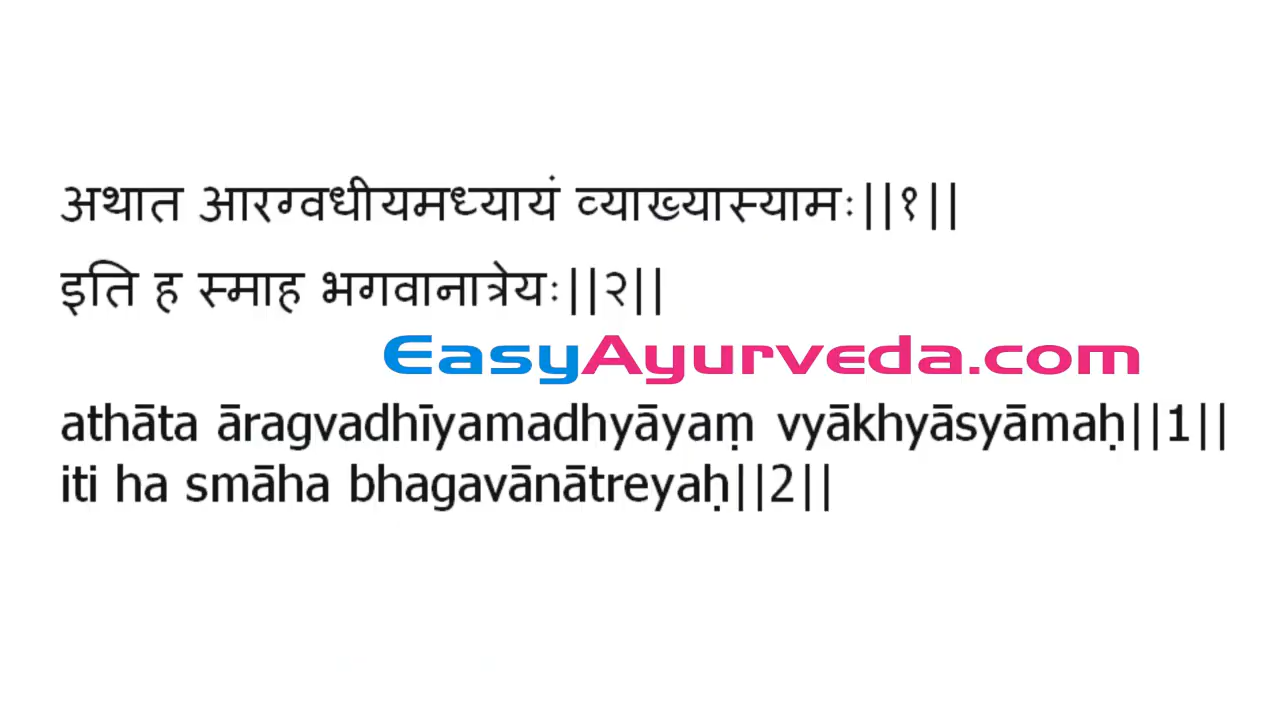 अथात आरग्वधीयमध्यायं व्याख्यास्यामः||१||
इति ह स्माह भगवानात्रेयः||२||
EasyAyurveda.com
athāta āragvadhīyamadhyāyaṃ vyākhyāsyāmaḥ||1||
iti ha smāha bhagavānātreyaḥ||2||